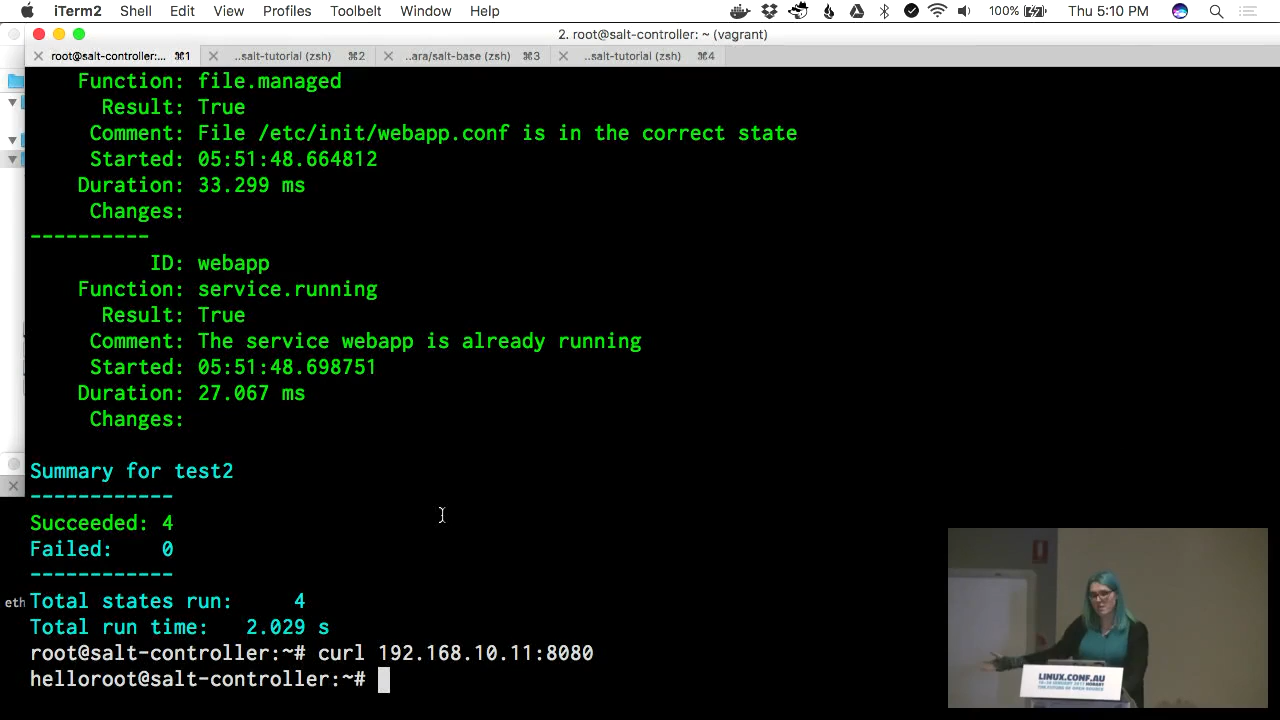 iTerm2 Shell Edit View Profiles Toolbelt Window Help 100% Thu 5:10 PM
2. root@salt-controller: ~ (vagrant)
root@salt-controller:... ⌘1 ..salt-tutorial (zsh) ⌘2 ..ara/salt-base (zsh) ⌘3 ..salt-tutorial (zsh) ⌘4
Function: file.managed
Result: True
Comment: File /etc/init/webapp.conf is in the correct state
Started: 05:51:48.664812
Duration: 33.299 ms
Changes:
----------
ID: webapp
Function: service.running
Result: True
Comment: The service webapp is already running
Started: 05:51:48.698751
Duration: 27.067 ms
Changes:
Summary for test2
------------
Succeeded: 4
Failed: 0
------------
eth
Total states run: 4
Total run time: 2.029 s
root@salt-controller:~# curl 192.168.10.11:8080
helloroot@salt-controller:~#
LINUX.CONF.AU